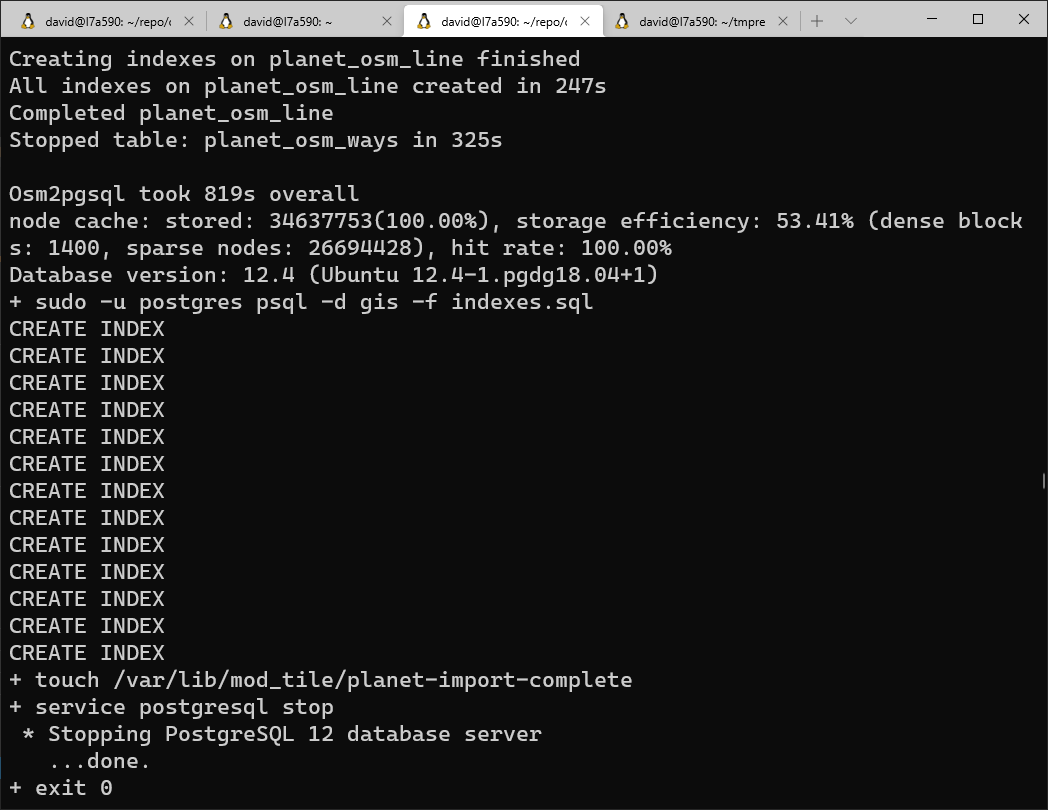 david@l7a590: ~/repo/c
david@l7a590: ~
david@l7a590: ~/repo/c
david@l7a590: ~/tmpre
Creating indexes on planet_osm_line finished
All indexes on planet_osm_line created in 247s
Completed planet_osm_line
Stopped table: planet_osm_ways in 325s
Osm2pgsql took 819s overall
node cache: stored: 34637753(100.00%), storage efficiency: 53.41% (dense block
s: 1400, sparse nodes: 26694428), hit rate: 100.00%
Database version: 12.4 (Ubuntu 12.4-1.pgdg18.04+1)
+ sudo -u postgres psql -d gis -f indexes.sql
CREATE INDEX
CREATE INDEX
CREATE INDEX
CREATE INDEX
CREATE INDEX
CREATE INDEX
CREATE INDEX
CREATE INDEX
CREATE INDEX
CREATE INDEX
CREATE INDEX
CREATE INDEX
CREATE INDEX
+ touch /var/lib/mod_tile/planet-import-complete
+ service postgresql stop
 * Stopping PostgreSQL 12 database server
   ...done.
+ exit 0